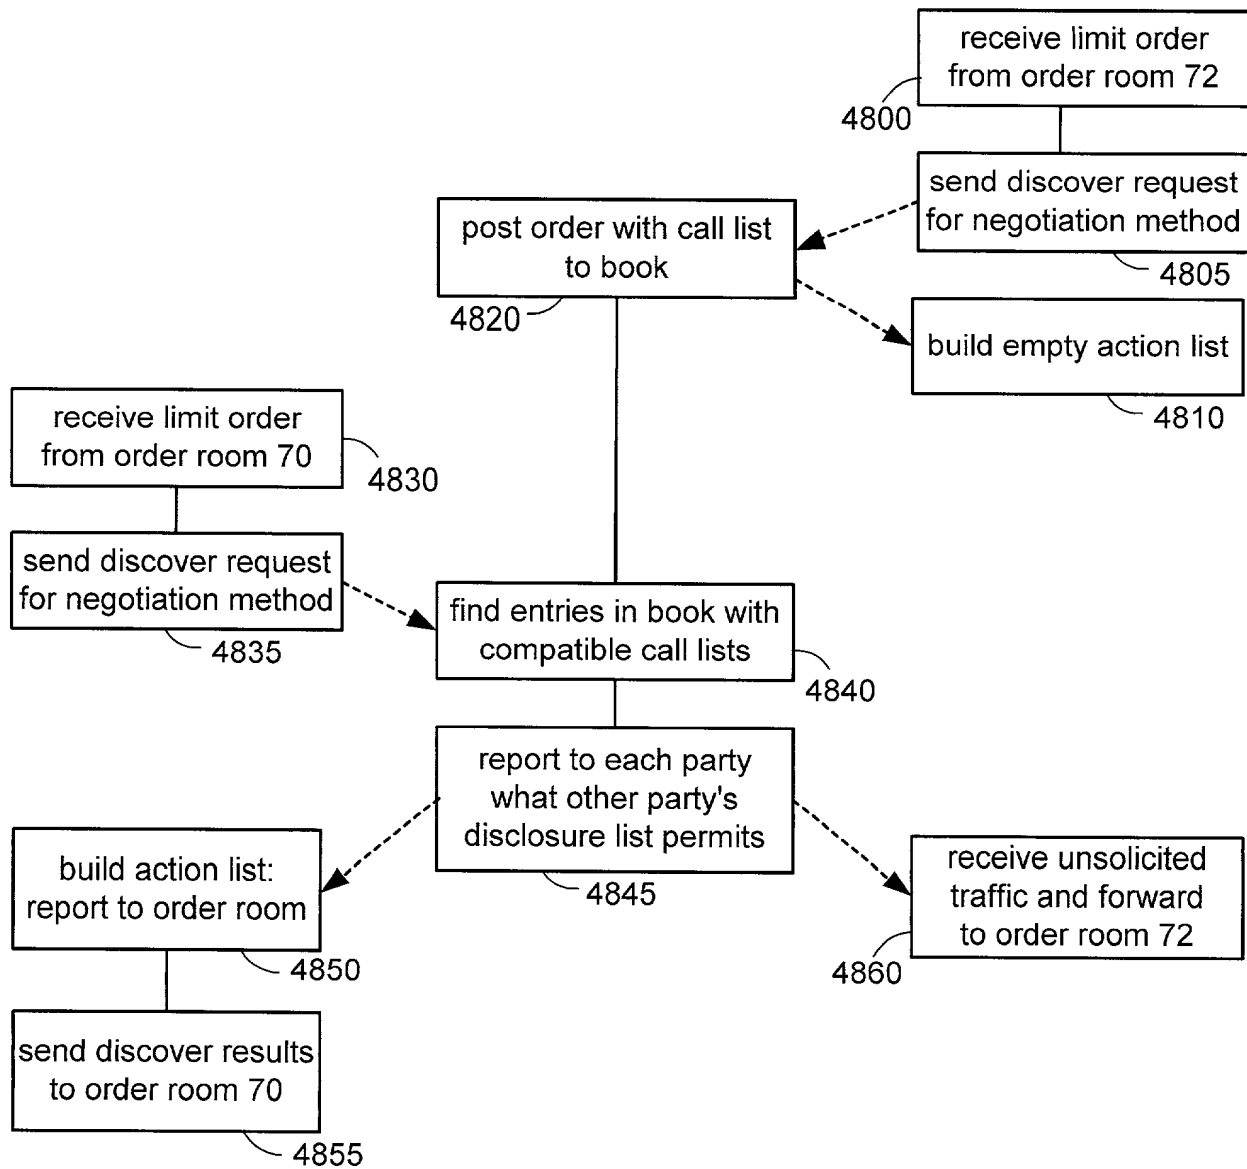 receive limit order
from order room 72
4800
send discover request
for negotiation method
4805
post order with call list
to book
4820
build empty action list
4810
receive limit order
from order room 70
4830
send discover request
for negotiation method
4835
find entries in book with
compatible call lists
4840
report to each party
what other party's
disclosure list permits
4845
build action list:
report to order room
4850
receive unsolicited
traffic and forward
to order room 72
4860
send discover results
to order room 70
4855